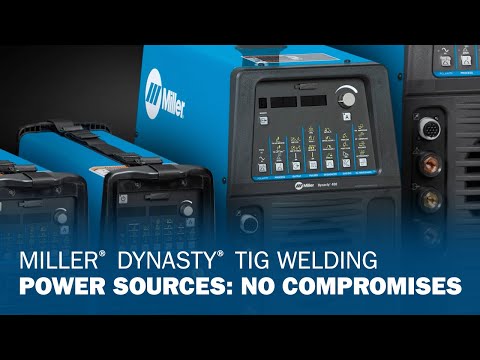 Miller
Miller
MILLER® DYNASTY® TIG WELDING
POWER SOURCES: NO COMPROMISES